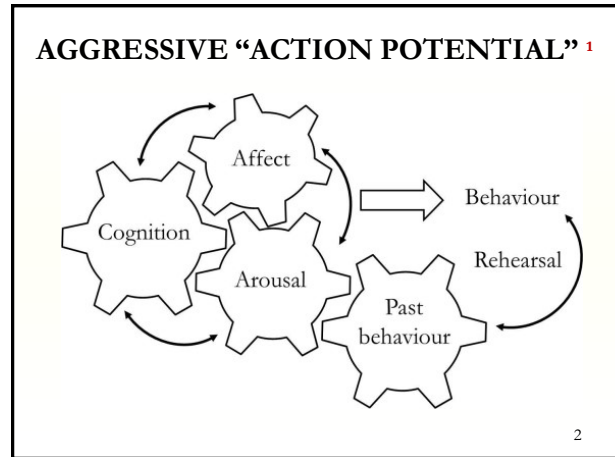 AGGRESSIVE “ACTION POTENTIAL” 1
Affect
Cognition
Arousal
Past
behaviour
Behaviour
Rehearsal
2